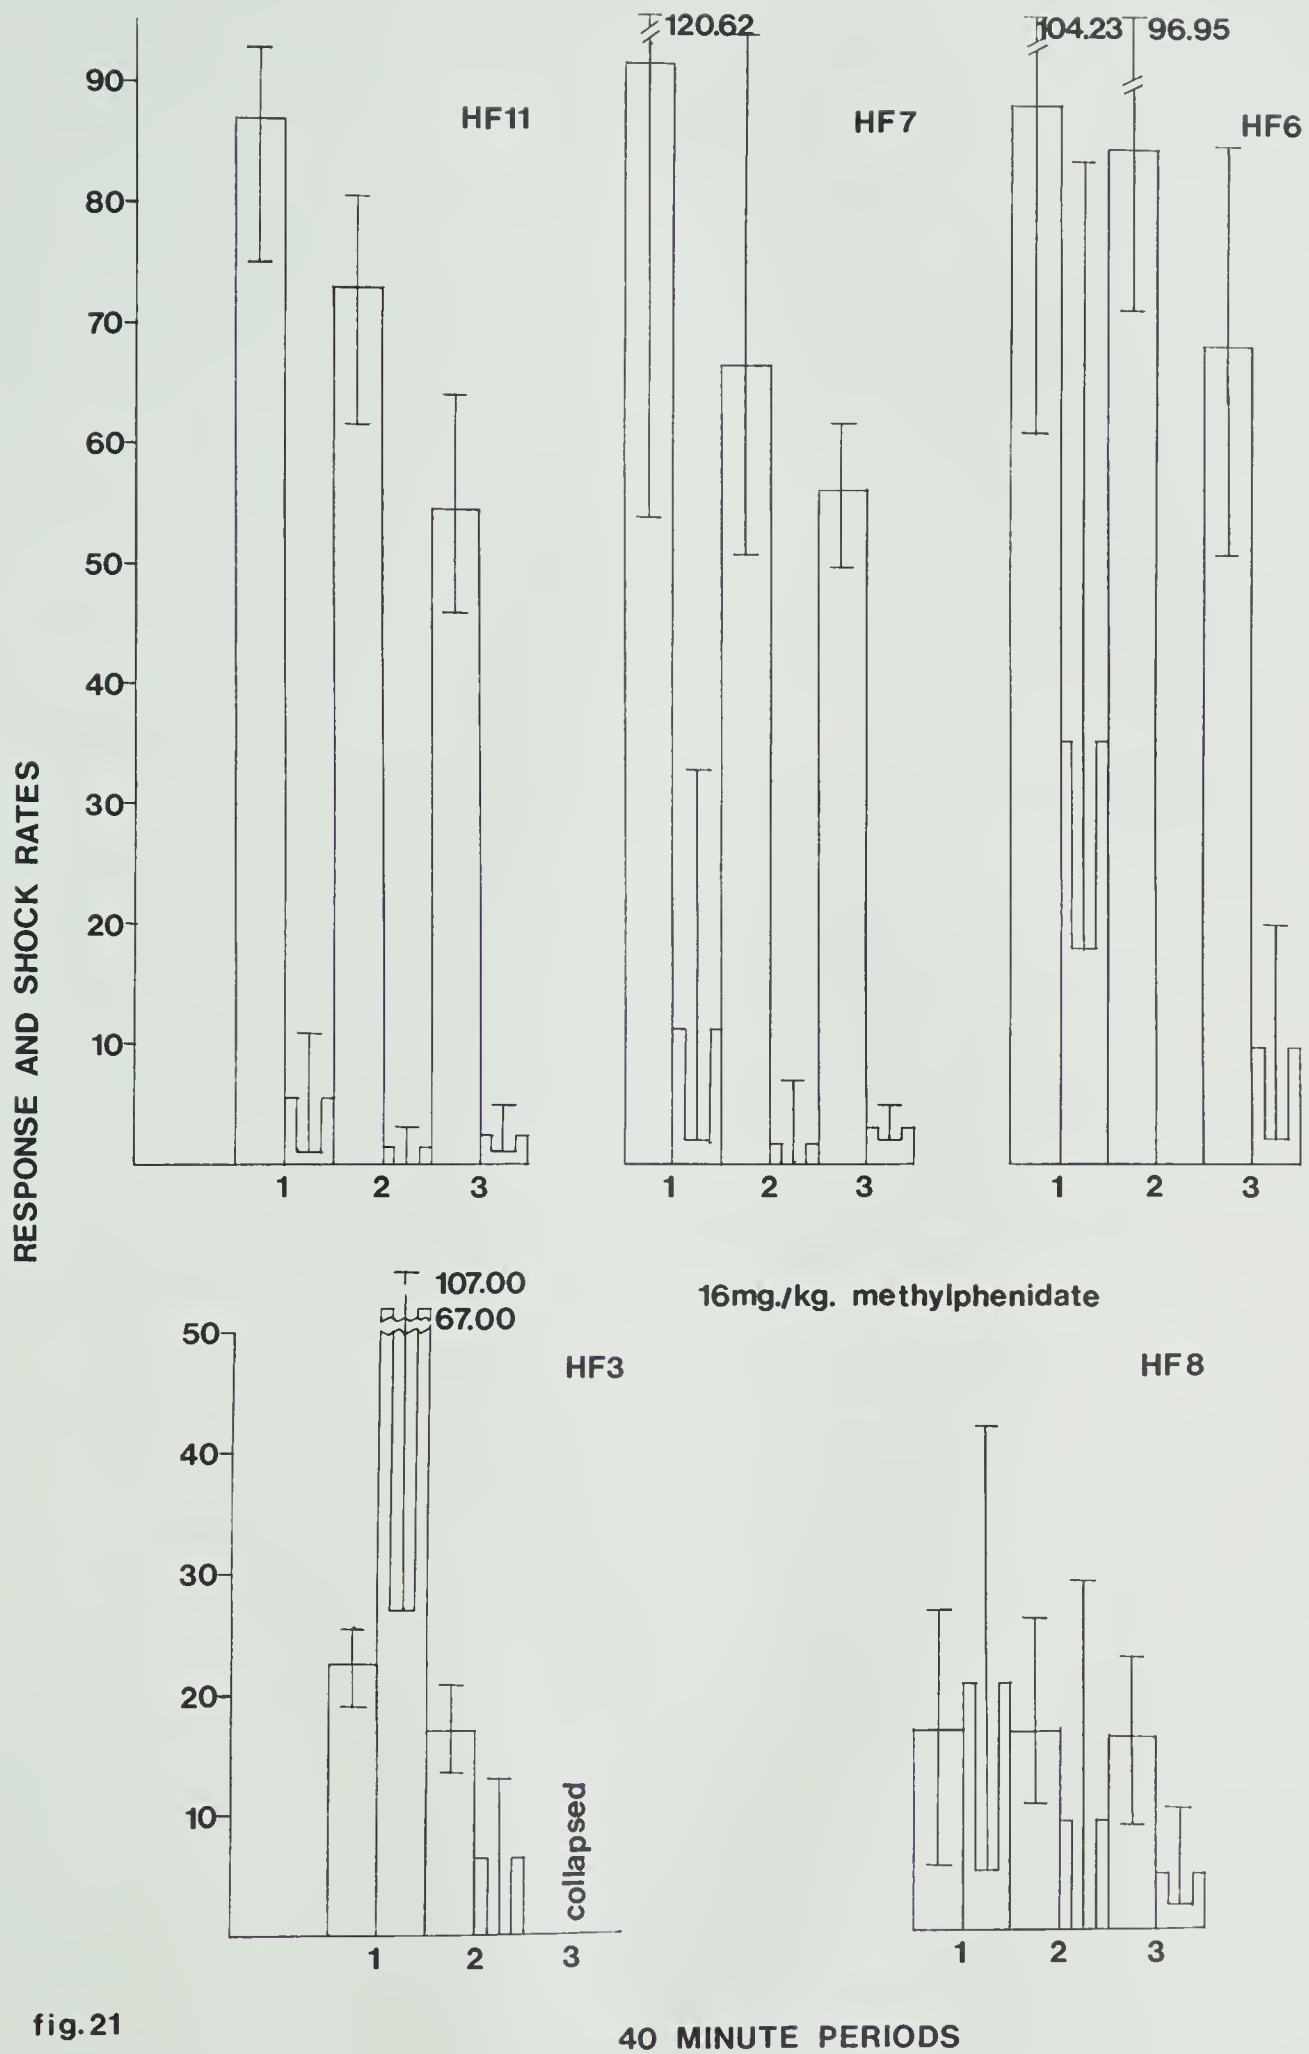 120.62
104.23 96.95
90
80
70
60
50
40
30
20
10
HF11
HF7
HF6
RESPONSE AND SHOCK RATES
1 2 3
1 2 3
1 2 3
16mg./kg. methylphenidate
107.00
67.00
50
40
30
20
10
HF3
HF8
collapsed
1 2 3
1 2 3
fig.21
40 MINUTE PERIODS